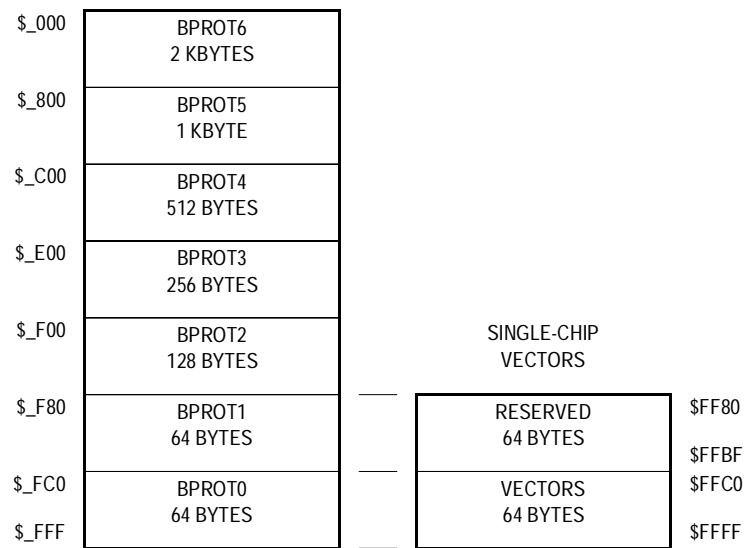 $_000
BPROT6
2 KBYTES
$_800
BPROT5
1 KBYTE
$_C00
BPROT4
512 BYTES
$_E00
BPROT3
256 BYTES
$_F00
BPROT2
128 BYTES
SINGLE-CHIP
VECTORS
$_F80
BPROT1
64 BYTES
RESERVED
64 BYTES
$FF80
$FFBF
$_FC0
BPROT0
64 BYTES
$_FFF
VECTORS
64 BYTES
$FFC0
$FFFF